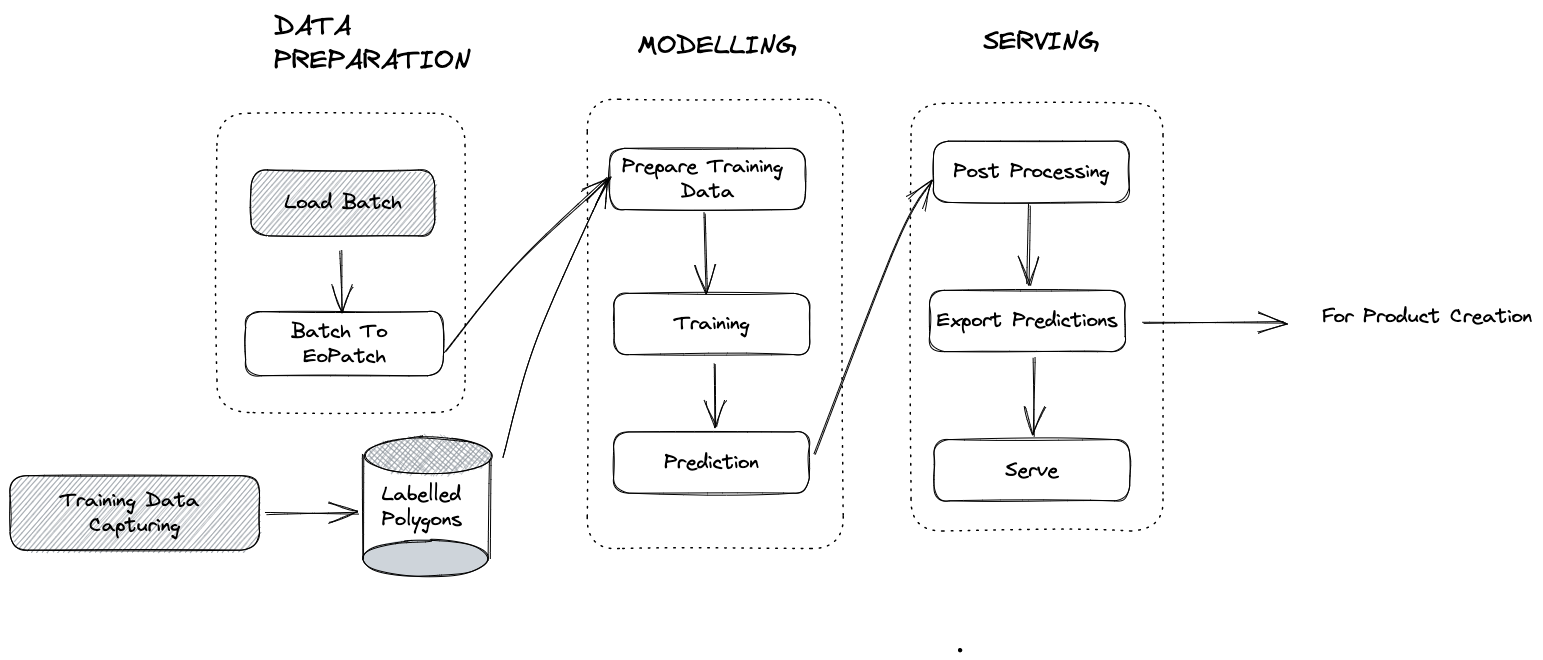 DATA
PREPARATION
Load Batch
Batch To
EoPatch
Training Data
Capturing
Labelled
Polygons
MODELLING
Prepare Training
Data
Training
Prediction
SERVING
Post Processing
Export Predictions
Serve
For Product Creation